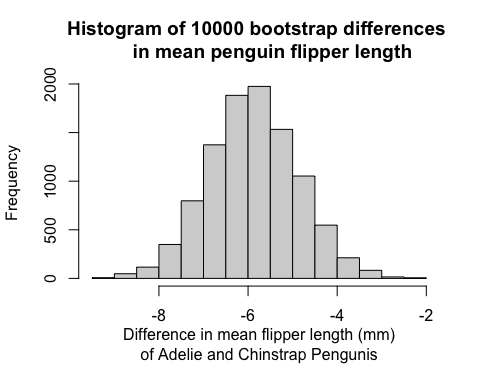 Histogram of 10000 bootstrap differences
in mean penguin flipper length
Frequency
2000
1000
500
0
-8 -6 -4 -2
Difference in mean flipper length (mm)
of Adelie and Chinstrap Pengunis